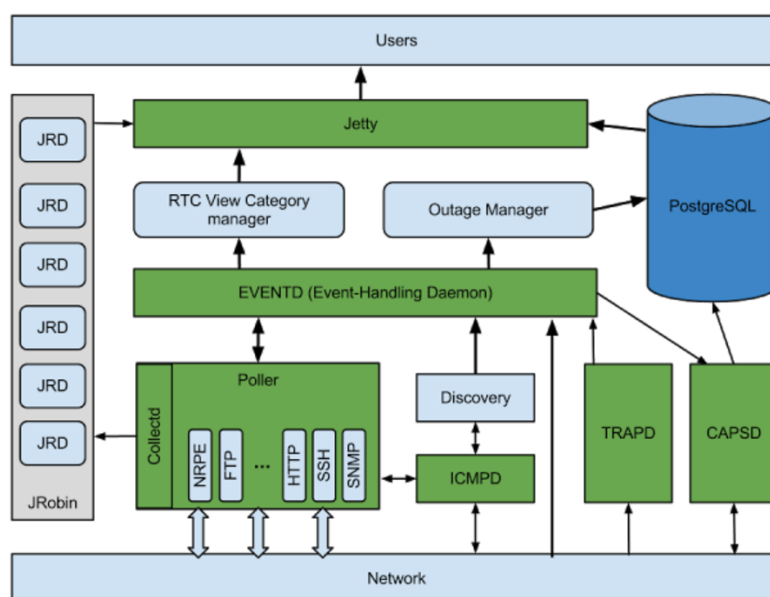 Users
Jetty
JRD
JRD
JRD
JRD
JRD
JRD
JRobin
RTC View Category
manager
Outage Manager
PostgreSQL
EVENTD (Event-Handling Daemon)
Poller
Collectd
NRPE
FTP
...
HTTP
SSH
SNMP
Discovery
ICMPD
TRAPD
CAPSD
Network